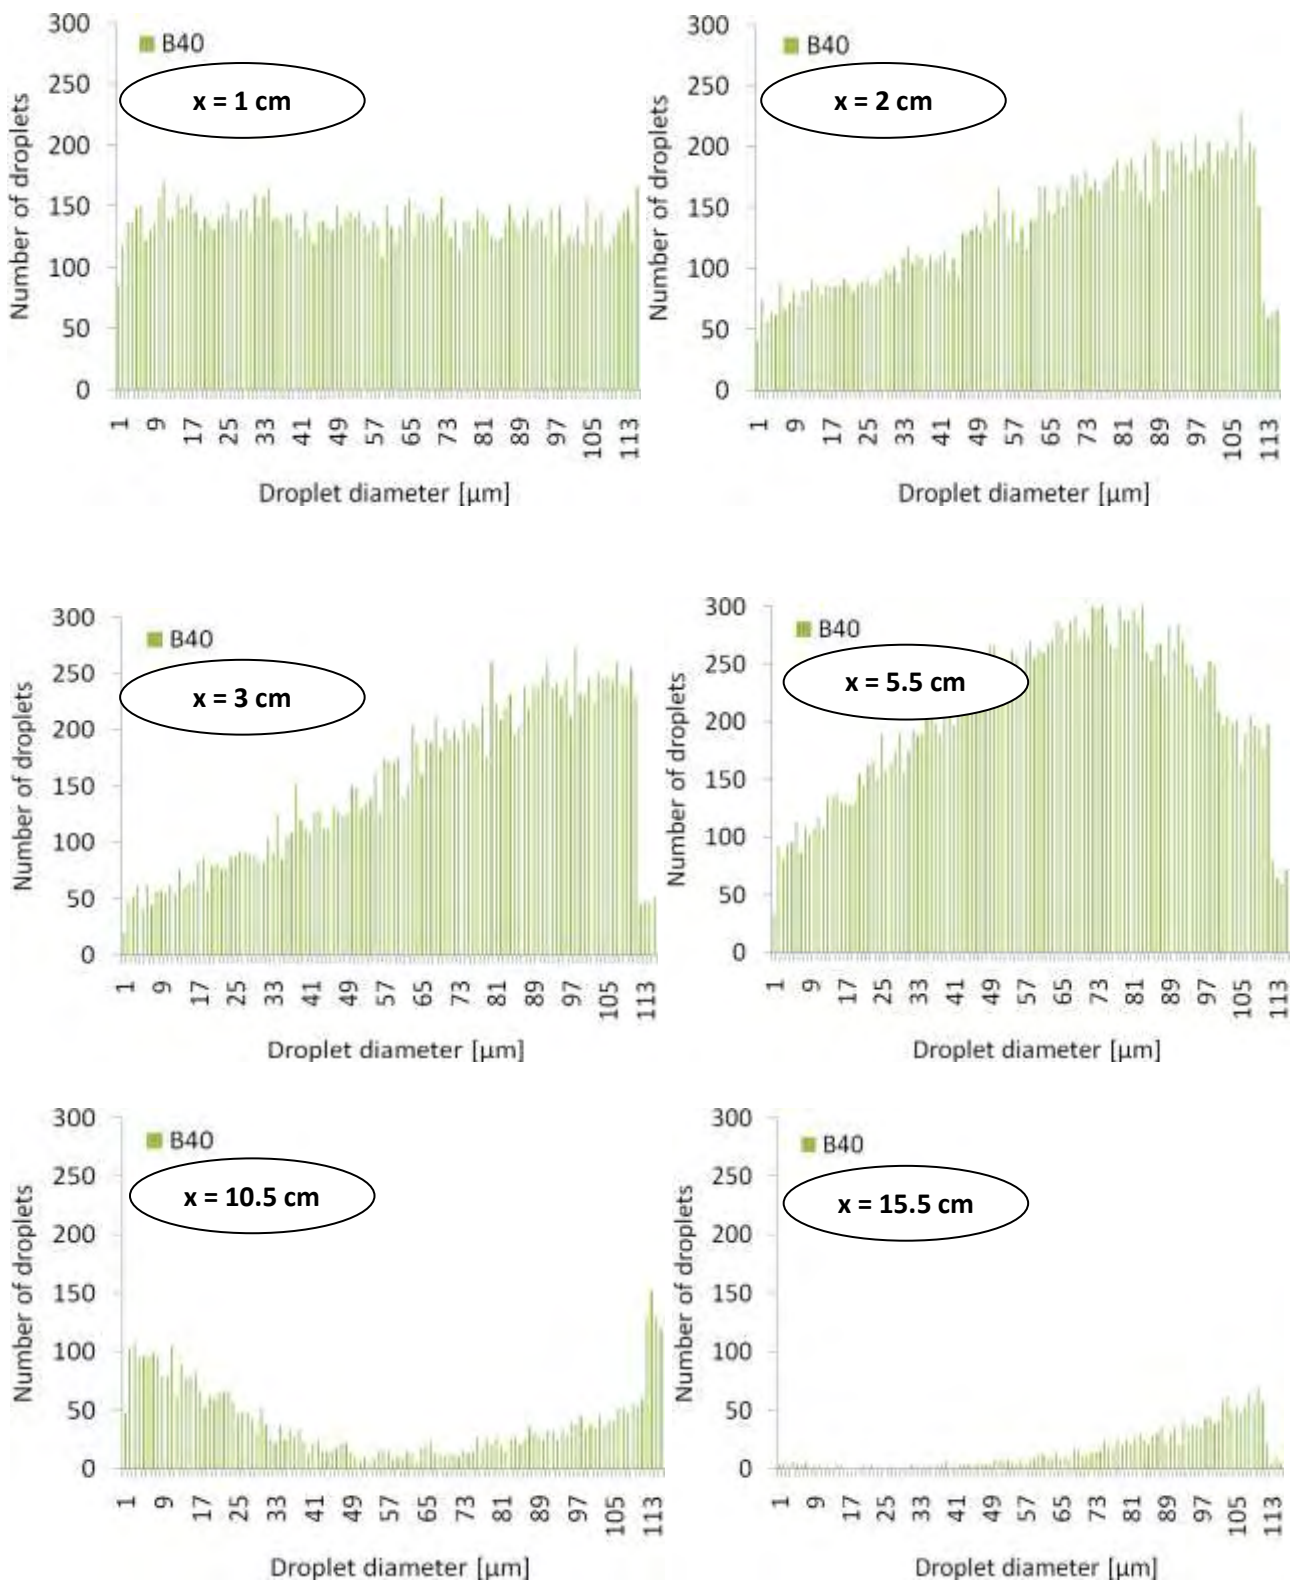 300
250
200
150
100
50
0
Number of droplets
B40
x = 1 cm
1 9 17 25 33 41 49 57 65 73 81 89 97 105 113
Droplet diameter [µm]
300
250
200
150
100
50
0
Number of droplets
B40
x = 2 cm
1 9 17 25 33 41 49 57 65 73 81 89 97 105 113
Droplet diameter [µm]
300
250
200
150
100
50
0
Number of droplets
B40
x = 3 cm
1 9 17 25 33 41 49 57 65 73 81 89 97 105 113
Droplet diameter [µm]
300
250
200
150
100
50
0
Number of droplets
B40
x = 5.5 cm
1 9 17 25 33 41 49 57 65 73 81 89 97 105 113
Droplet diameter [µm]
300
250
200
150
100
50
0
Number of droplets
B40
x = 10.5 cm
1 9 17 25 33 41 49 57 65 73 81 89 97 105 113
Droplet diameter [µm]
300
250
200
150
100
50
0
Number of droplets
B40
x = 15.5 cm
1 9 17 25 33 41 49 57 65 73 81 89 97 105 113
Droplet diameter [µm]